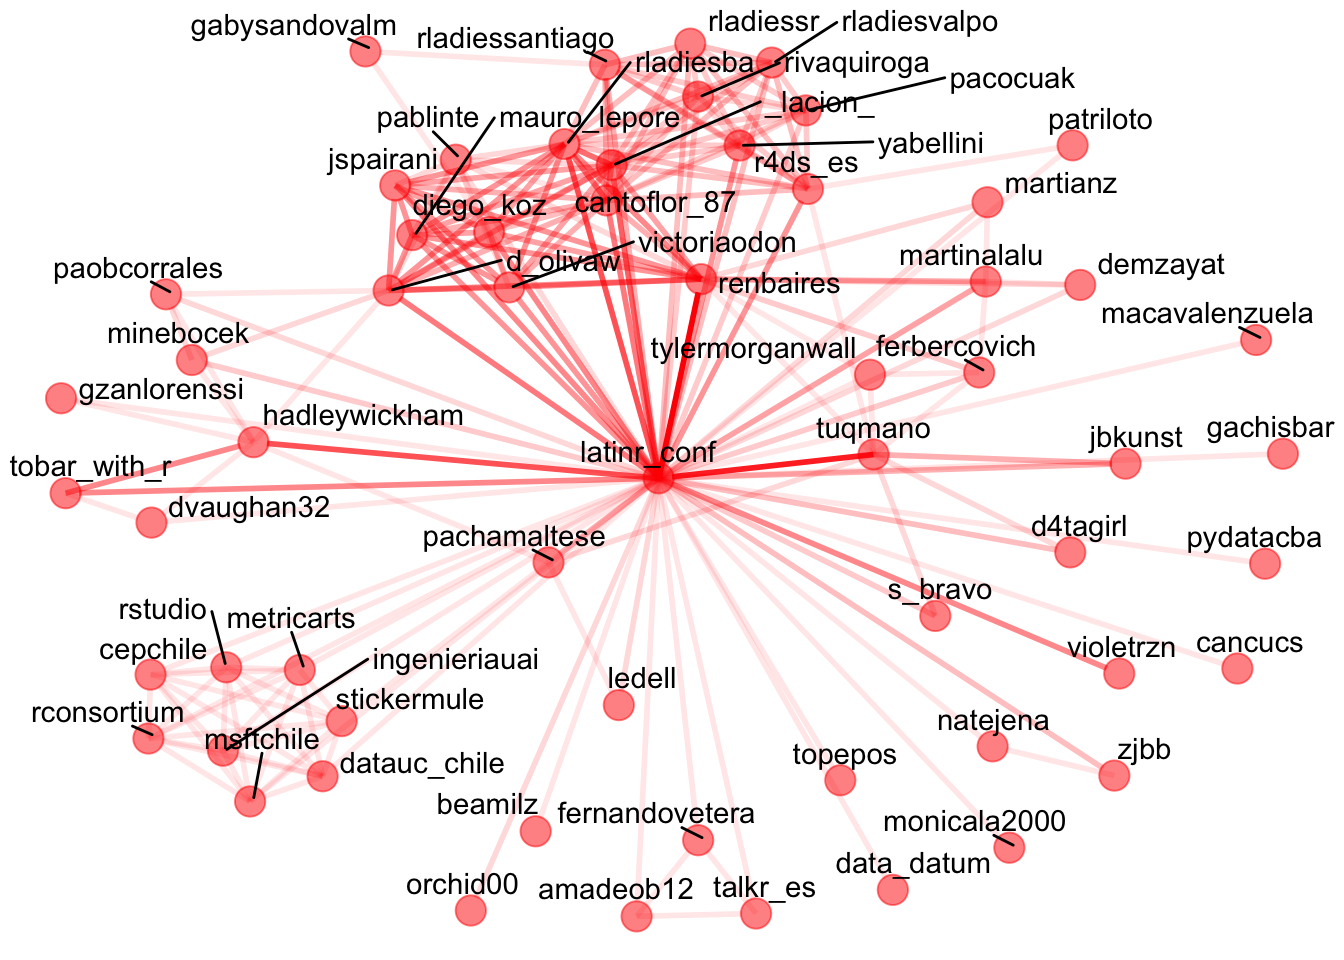 gabysandovalm
rladiessantiago
rladiessr
rladiesvalpo
rladiesba
rivaquiroga
pacocuak
pablinte
mauro_lepore
_lacion_
patriloto
jspairani
yabellini
r4ds_es
martianz
diego_koz
cantoflor_87
victoriaodon
martinalalu
paobcorrales
d_olivaw
renbaires
demzayat
minebocek
macavalenzuela
tylermorganwall
ferbercovich
gzanlorenssi
hadleywickham
latinr_conf
tuqmano
jbkunst
gachisbar
tobar_with_r
dvaughan32
pachamaltese
d4tagirl
pydatacba
s_bravo
rstudio
metricarts
cepchile
ingenieriauai
violetrzn
cancucs
ledell
rconsortium
stickermule
msftchile
natejena
datauc_chile
topepos
zjbb
beamilz
fernandovetera
monicala2000
data_datum
orchid00
amadeob12
talkr_es